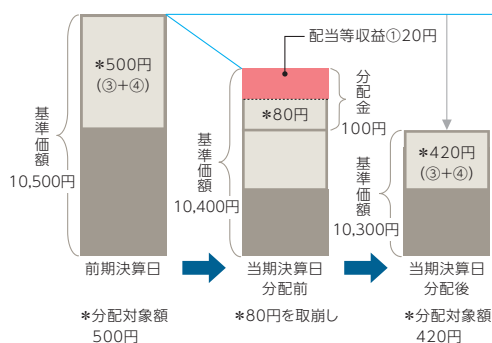 配当等収益①20円
*500円
(③+④)
基準価額
10,500円
*80円
分配金
100円
基準価額
10,400円
*420円
(③+④)
基準価額
10,300円
前期決算日
当期決算日
分配前
当期決算日
分配後
*分配対象額
500円
*80円を取崩し
*分配対象額
420円